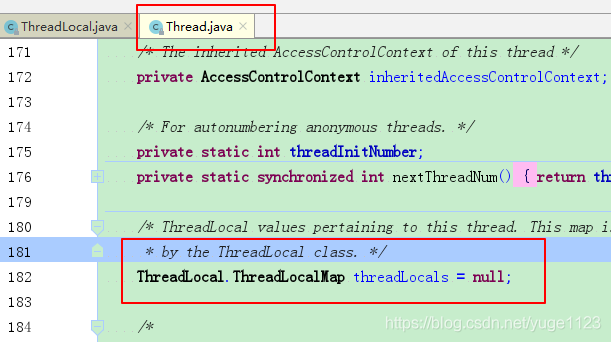 ThreadLocal.java × Thread.java ×
171 /* The inherited AccessControlContext of this thread */
172 private AccessControlContext inheritedAccessControlContext;
173
174 /* For autonumbering anonymous threads. */
175 private static int threadInitNumber;
176 private static synchronized int nextThreadNum() { return th
179
180 /* ThreadLocal values pertaining to this thread. This map i
181 * by the ThreadLocal class. */
182 ThreadLocal.ThreadLocalMap threadLocals = null;
183
184 /*
https://blog.csdn.net/yuge1123